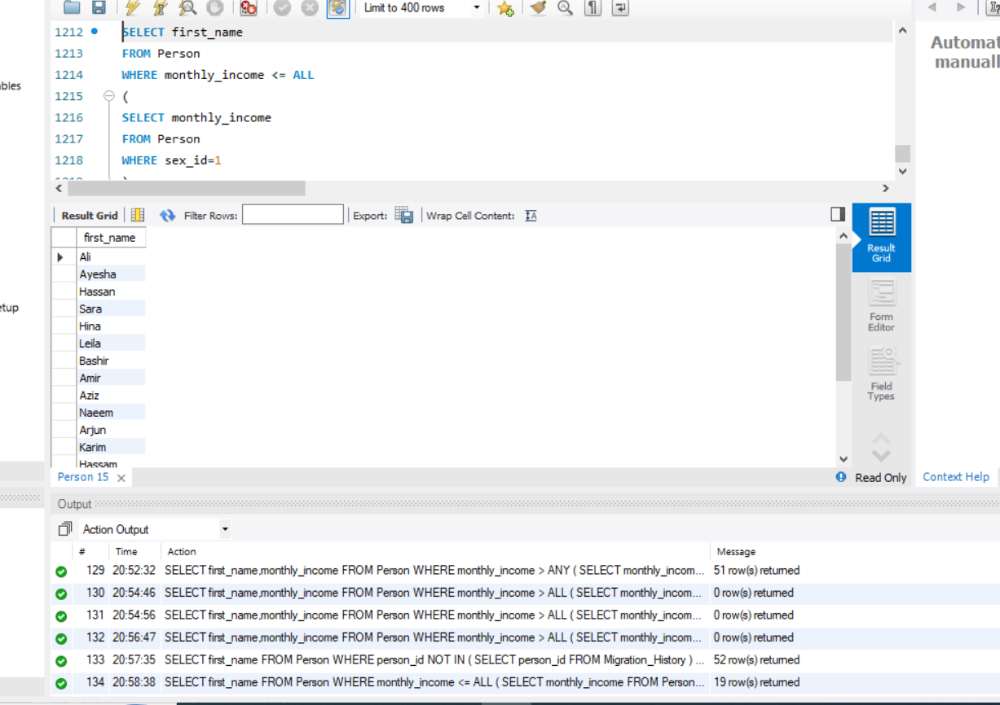 Limit to 400 rows
1212 SELECT first_name
1213 FROM Person
1214 WHERE monthly_income <= ALL
1215 (
1216 SELECT monthly_income
1217 FROM Person
1218 WHERE sex_id=1
Automat
manuall
bles
etup
Result Grid Filter Rows: Export: Wrap Cell Content: IA
first_name
Ali
Ayesha
Hassan
Sara
Hina
Leila
Bashir
Amir
Aziz
Naeem
Arjun
Karim
Hassam
Result
Grid
Form
Editor
Field
Types
Person 15 Read Only Context Help
Output
Action Output
# Time Action Message
129 20:52:32 SELECT first_name,monthly_income FROM Person WHERE monthly_income > ANY ( SELECT monthly_incom... 51 row(s) returned
130 20:54:46 SELECT first_name,monthly_income FROM Person WHERE monthly_income > ALL ( SELECT monthly_incom... 0 row(s) returned
131 20:54:56 SELECT first_name,monthly_income FROM Person WHERE monthly_income > ALL ( SELECT monthly_incom... 0 row(s) returned
132 20:56:47 SELECT first_name,monthly_income FROM Person WHERE monthly_income > ALL ( SELECT monthly_incom... 0 row(s) returned
133 20:57:35 SELECT first_name FROM Person WHERE person_id NOT IN ( SELECT person_id FROM Migration_History ) ... 52 row(s) returned
134 20:58:38 SELECT first_name FROM Person WHERE monthly_income <= ALL ( SELECT monthly_income FROM Person... 19 row(s) returned